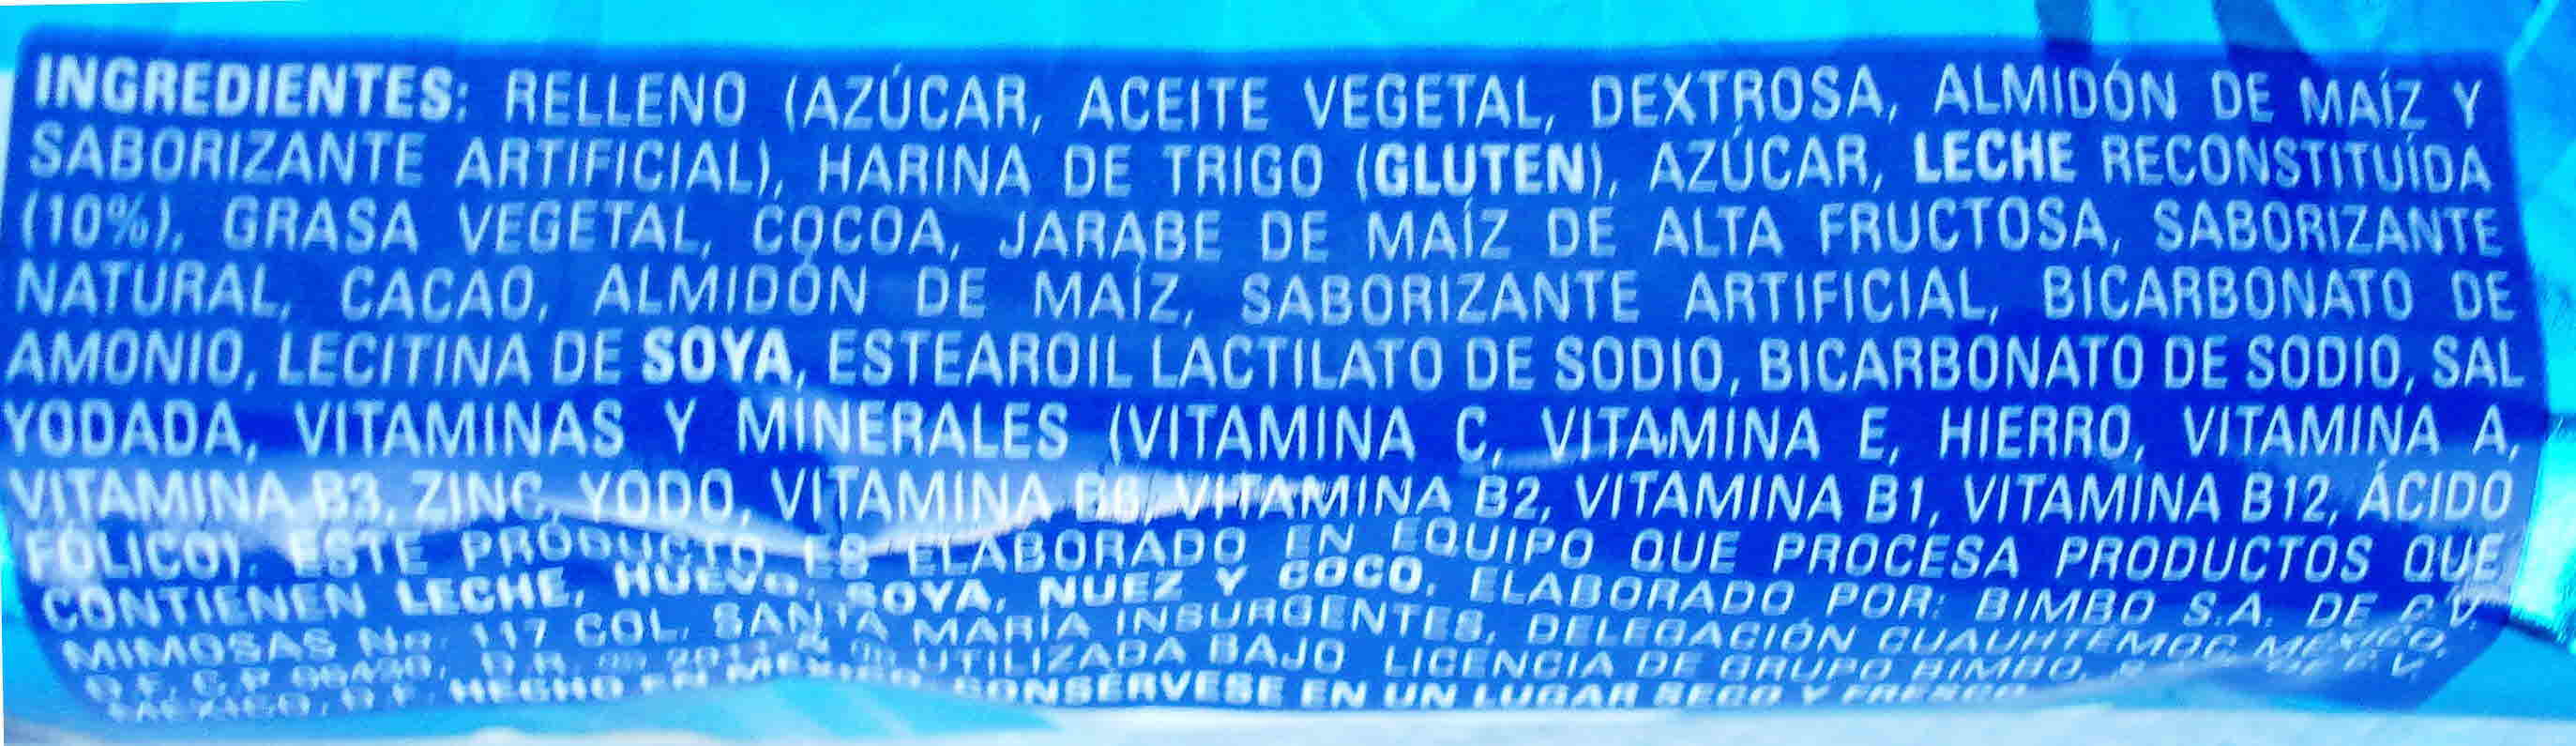 INGREDIENTES: RELLENO (AZÚCAR, ACEITE VEGETAL, DEXTROSA, ALMIDÓN DE MAÍZ Y
SABORIZANTE ARTIFICIAL), HARINA DE TRIGO (GLUTEN), AZÚCAR, LECHE RECONSTITUÍDA
(10%), GRASA VEGETAL, COCOA, JARABE DE MAÍZ DE ALTA FRUCTOSA, SABORIZANTE
NATURAL, CACAO, ALMIDÓN DE MAÍZ, SABORIZANTE ARTIFICIAL, BICARBONATO DE
AMONIO, LECITINA DE SOYA, ESTEAROIL LACTILATO DE SODIO, BICARBONATO DE SODIO, SAL
YODADA, VITAMINAS Y MINERALES (VITAMINA C, VITAMINA E, HIERRO, VITAMINA A,
VITAMINA B3, ZINC, YODO, VITAMINA B6, VITAMINA B2, VITAMINA B1, VITAMINA B12, ÁCIDO
FÓLICO). ESTE PRODUCTO ES ELABORADO EN EQUIPO QUE PROCESA PRODUCTOS QUE
CONTIENEN LECHE, HUEVO, SOYA, NUEZ Y COCO. ELABORADO POR: BIMBO S.A. DE C.V.
MIMOSAS No. 117 COL. SANTA MARÍA INSURGENTES, DELEGACIÓN CUAUHTÉMOC MÉXICO,
D.F. C.P. 06430, D.R. UTILIZADA BAJO LICENCIA DE GRUPO BIMBO, S.A. DE C.V.
MÉXICO, D.F. HECHO EN MÉXICO. CONSÉRVESE EN UN LUGAR SECO Y FRESCO